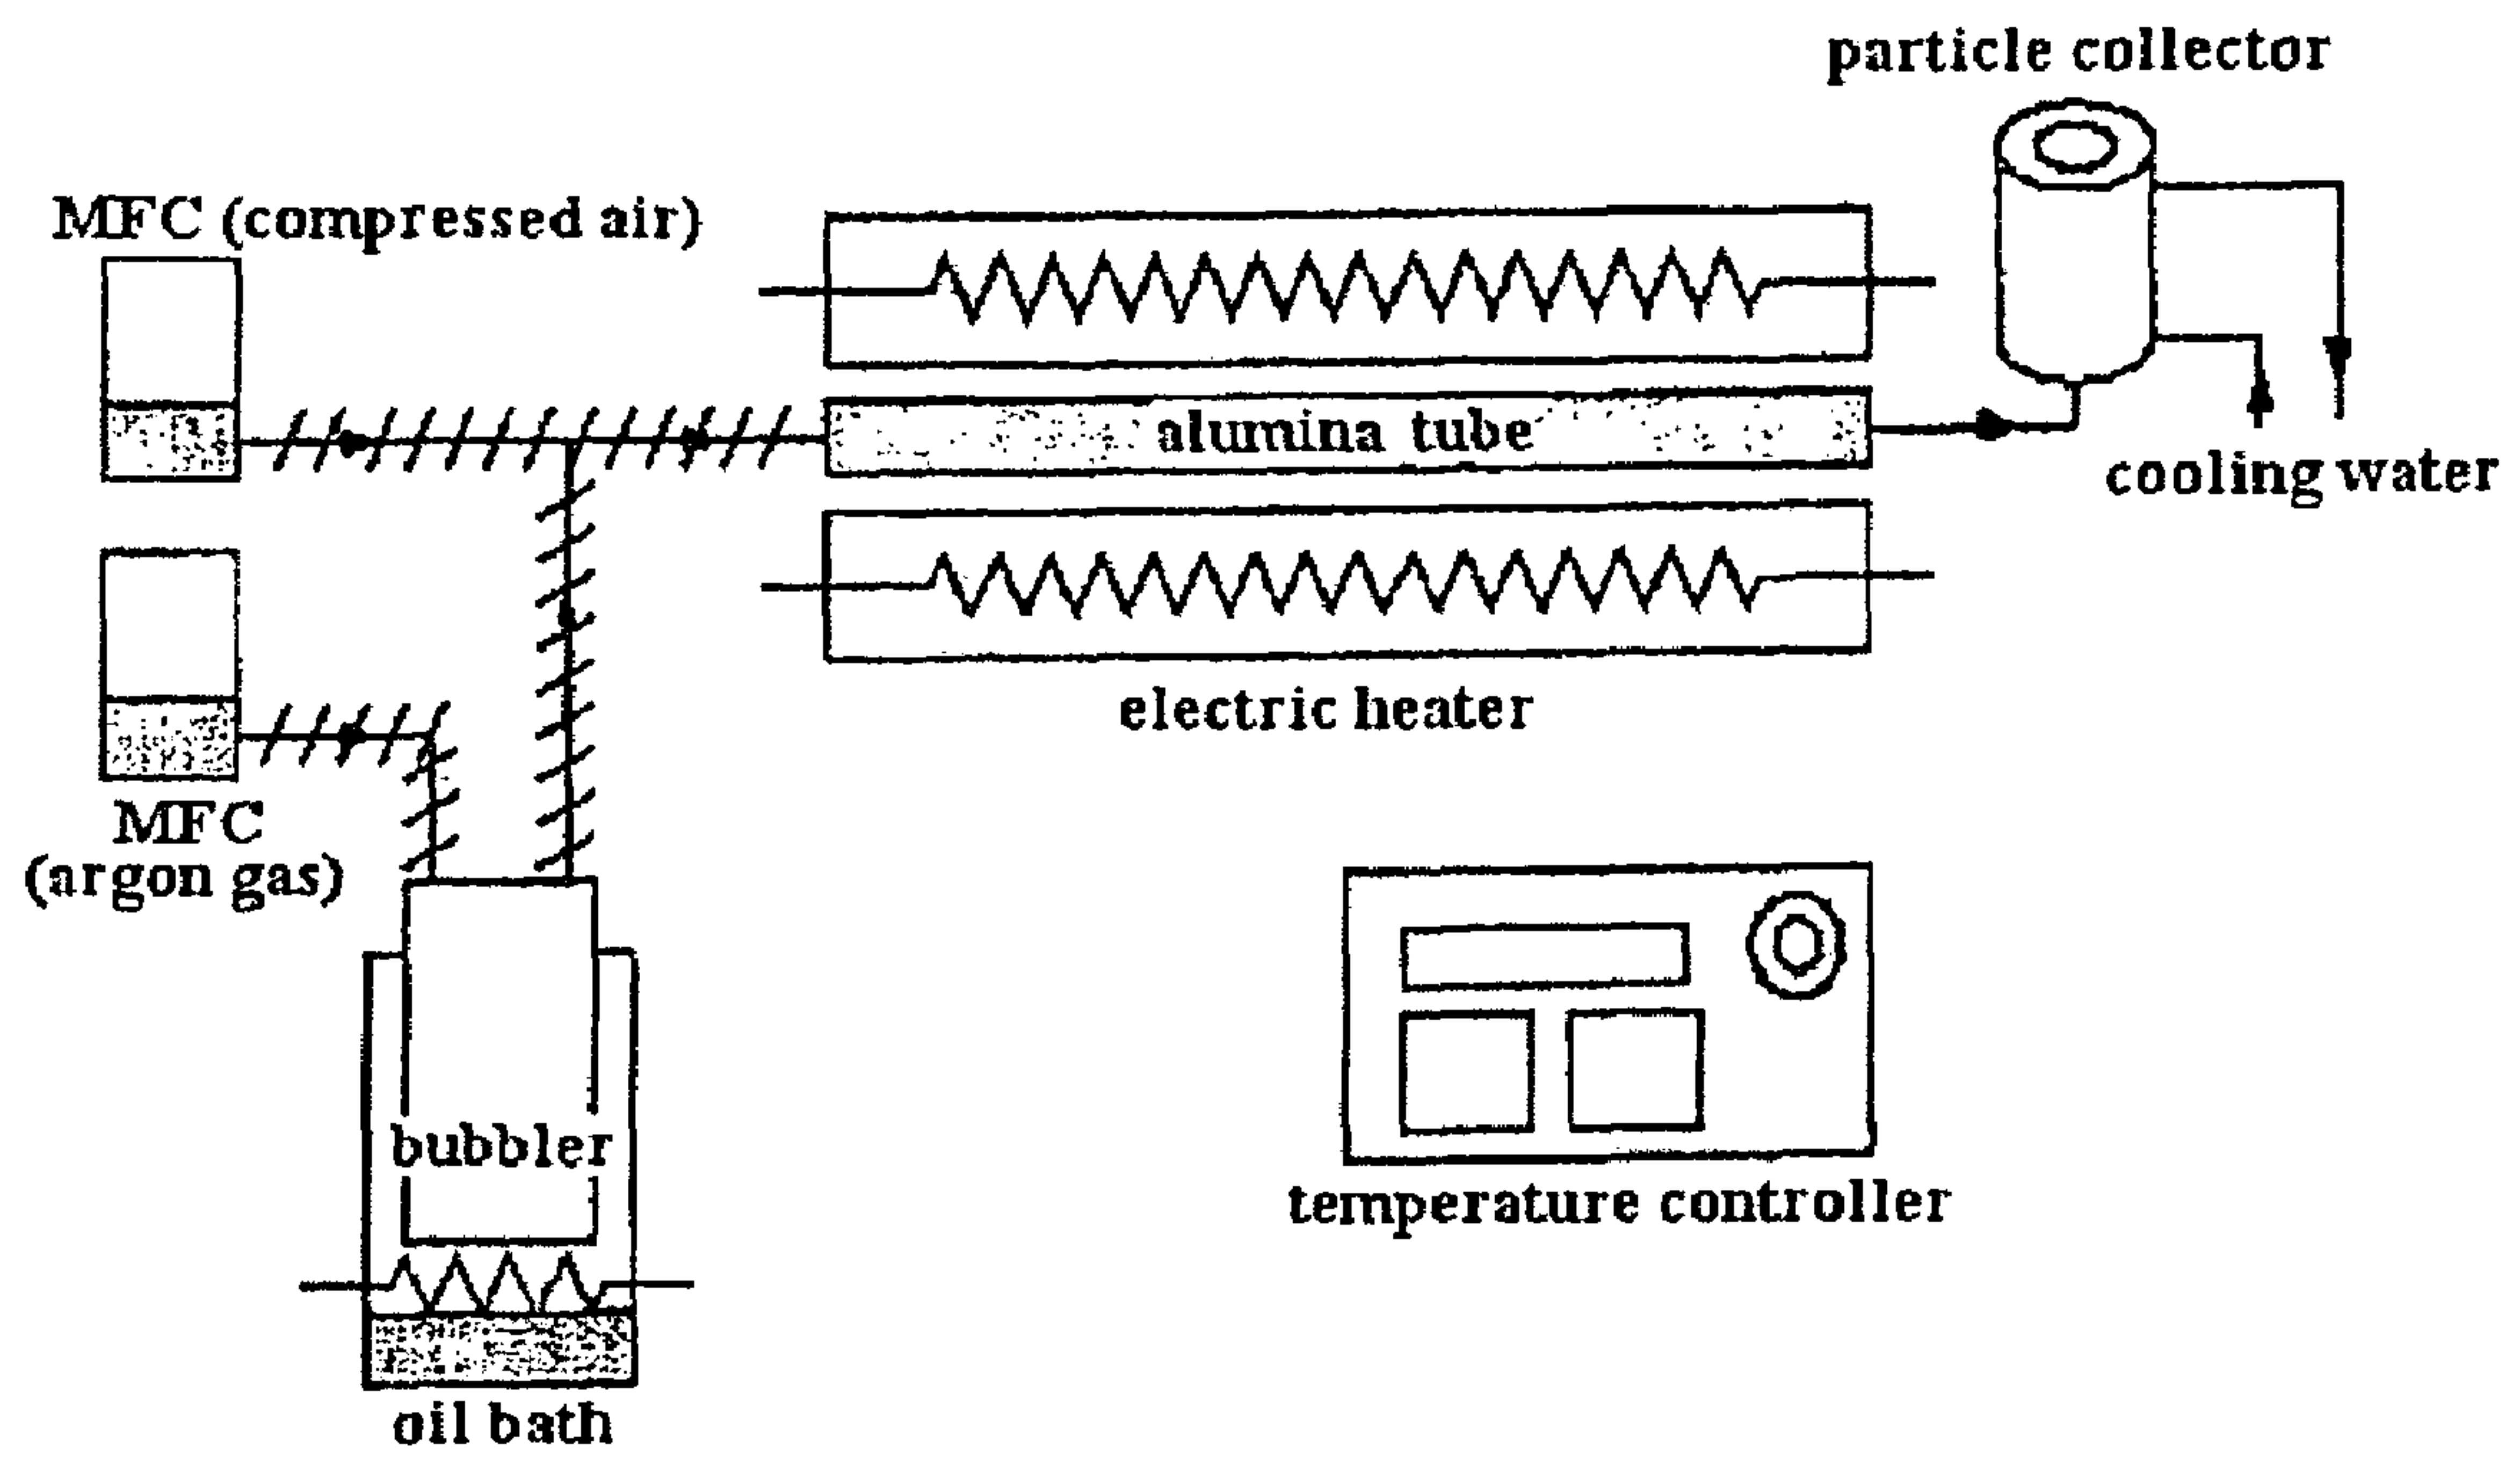 particle collector
MFC (compressed air)
alumina tube
cooling water
electric heater
MFC
(argon gas)
bubbler
temperature controller
oil bath